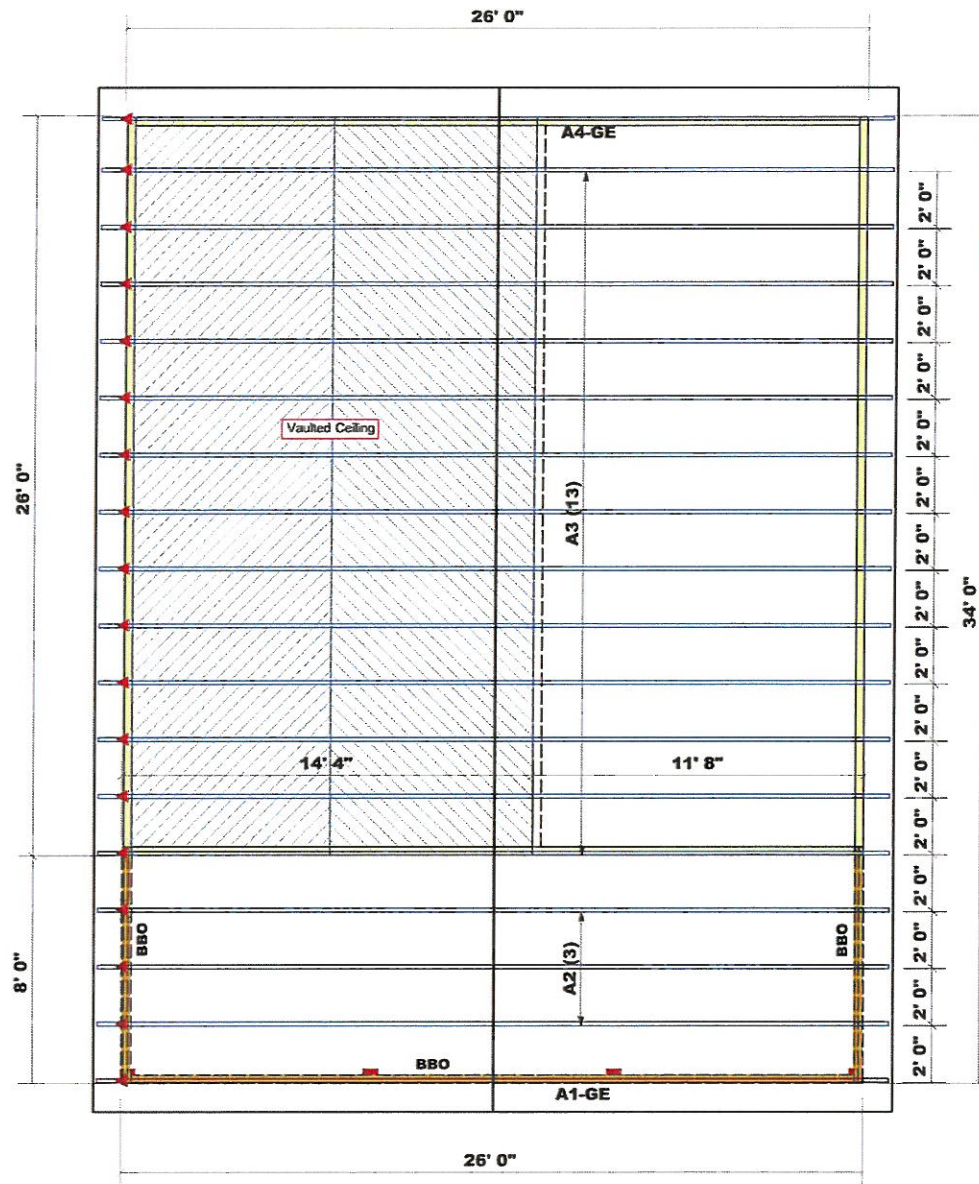 26' 0"
A4-GE
2' 0"
2' 0"
2' 0"
2' 0"
2' 0"
Vaulted Ceiling
26' 0"
A3 (13)
2' 0"
2' 0"
2' 0"
34' 0"
2' 0"
2' 0"
2' 0"
14' 4"
11' 8"
2' 0"
2' 0"
2' 0"
BBO
BBO
8' 0"
A2 (3)
2' 0"
2' 0"
BBO
A1-GE
26' 0"